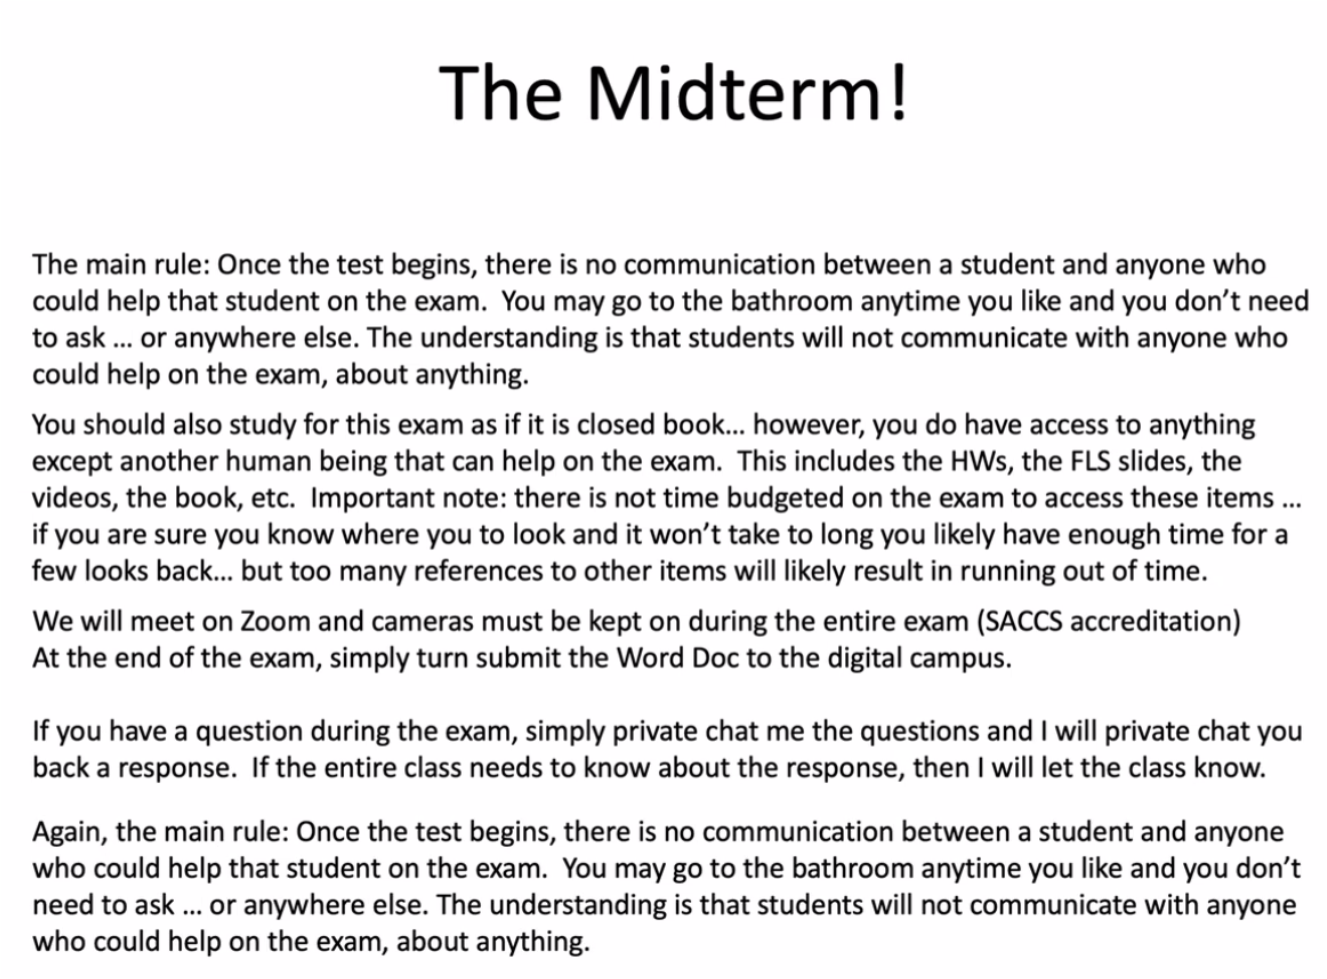 The Midterm!
The main rule: Once the test begins, there is no communication between a student and anyone who
could help that student on the exam.  You may go to the bathroom anytime you like and you don’t need
to ask ... or anywhere else. The understanding is that students will not communicate with anyone who
could help on the exam, about anything.
You should also study for this exam as if it is closed book... however, you do have access to anything
except another human being that can help on the exam.  This includes the HWs, the FLS slides, the
videos, the book, etc.  Important note: there is not time budgeted on the exam to access these items ...
if you are sure you know where you to look and it won’t take to long you likely have enough time for a
few looks back... but too many references to other items will likely result in running out of time.
We will meet on Zoom and cameras must be kept on during the entire exam (SACCS accreditation)
At the end of the exam, simply turn submit the Word Doc to the digital campus.
If you have a question during the exam, simply private chat me the questions and I will private chat you
back a response.  If the entire class needs to know about the response, then I will let the class know.
Again, the main rule: Once the test begins, there is no communication between a student and anyone
who could help that student on the exam.  You may go to the bathroom anytime you like and you don’t
need to ask ... or anywhere else. The understanding is that students will not communicate with anyone
who could help on the exam, about anything.